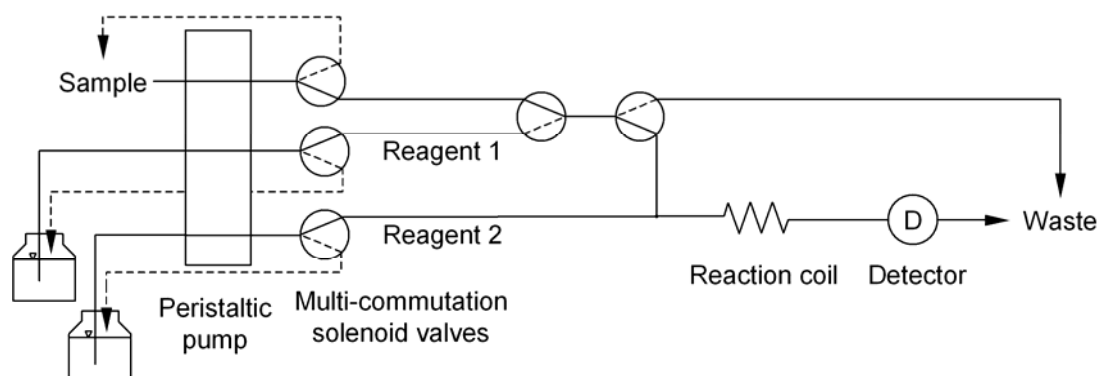 Sample
Reagent 1
Reagent 2
D
Waste
Reaction coil
Detector
Peristaltic
pump
Multi-commutation
solenoid valves